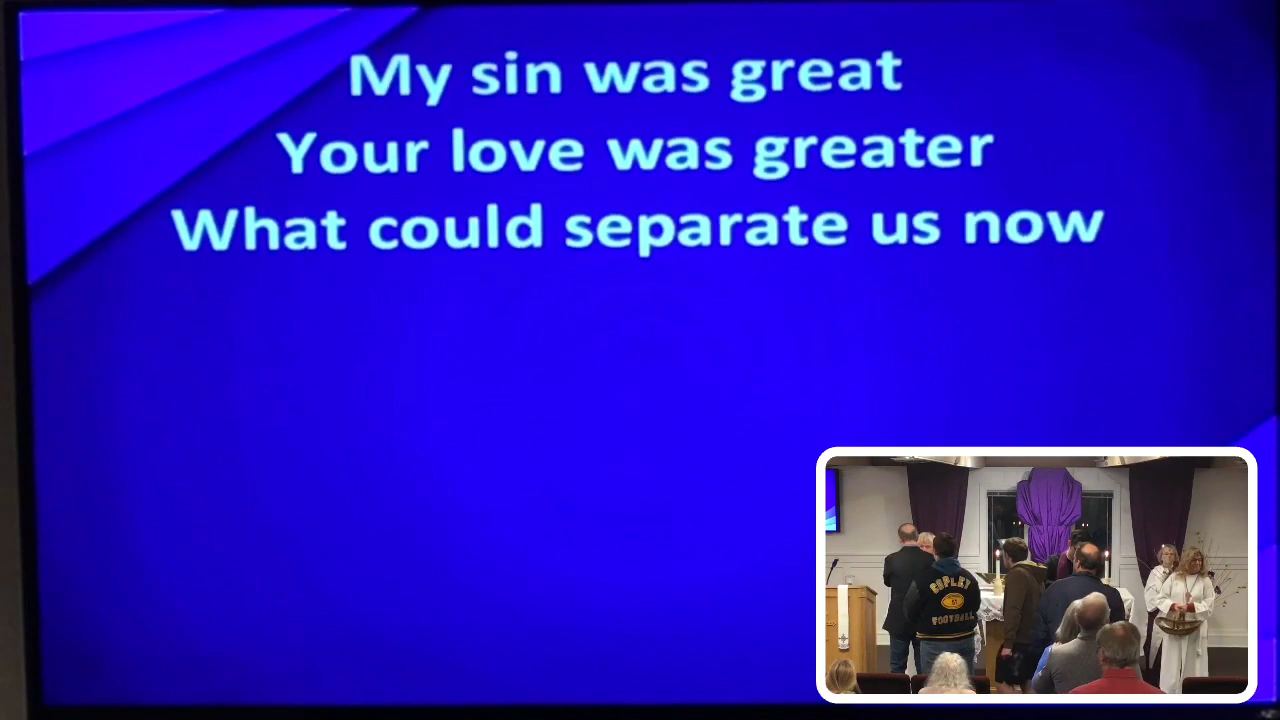 My sin was great
Your love was greater
What could separate us now
COPLEY
FOOTBALL